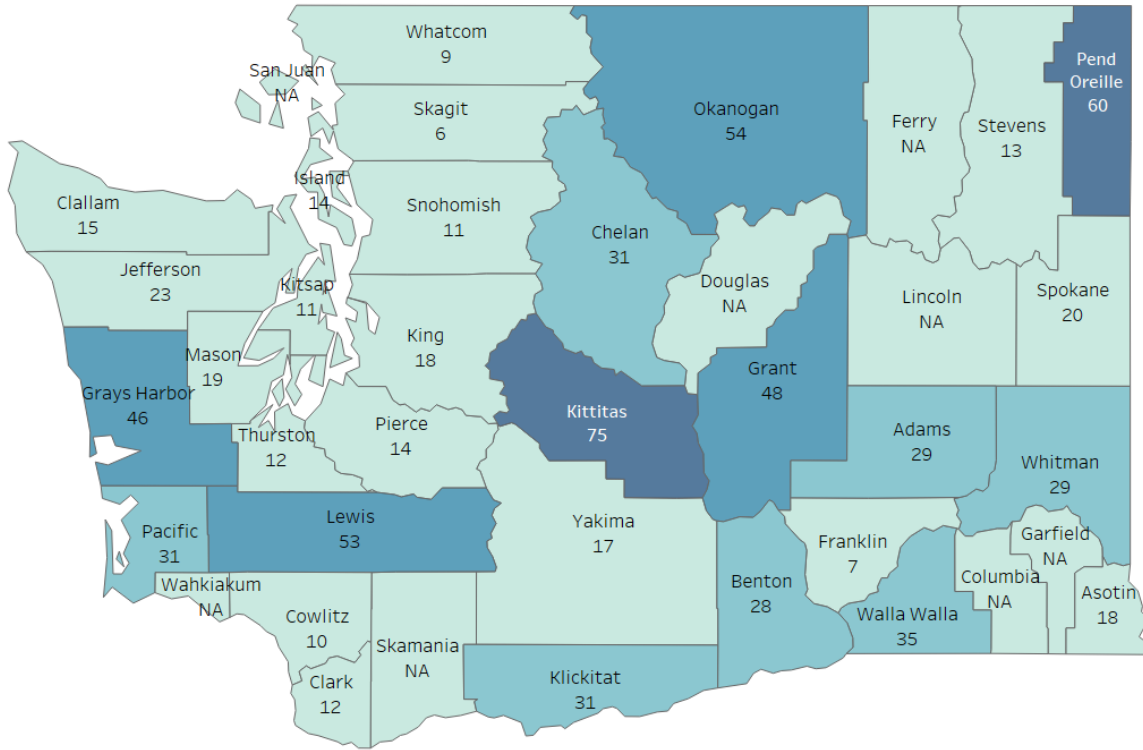 Whatcom
9
San Juan
NA
Skagit
6
Okanogan
54
Ferry
NA
Stevens
13
Pend
Oreille
60
Clallam
15
Island
14
Snohomish
11
Chelan
31
Jefferson
23
Kitsap
11
Douglas
NA
Lincoln
NA
Spokane
20
King
18
Mason
19
Grays Harbor
46
Grant
48
Kittitas
75
Pierce
14
Thurston
12
Adams
29
Whitman
29
Pacific
31
Lewis
53
Yakima
17
Franklin
7
Garfield
NA
Wahkiakum
NA
Cowlitz
10
Skamania
NA
Benton
28
Walla Walla
35
Columbia
NA
Asotin
18
Clark
12
Klickitat
31